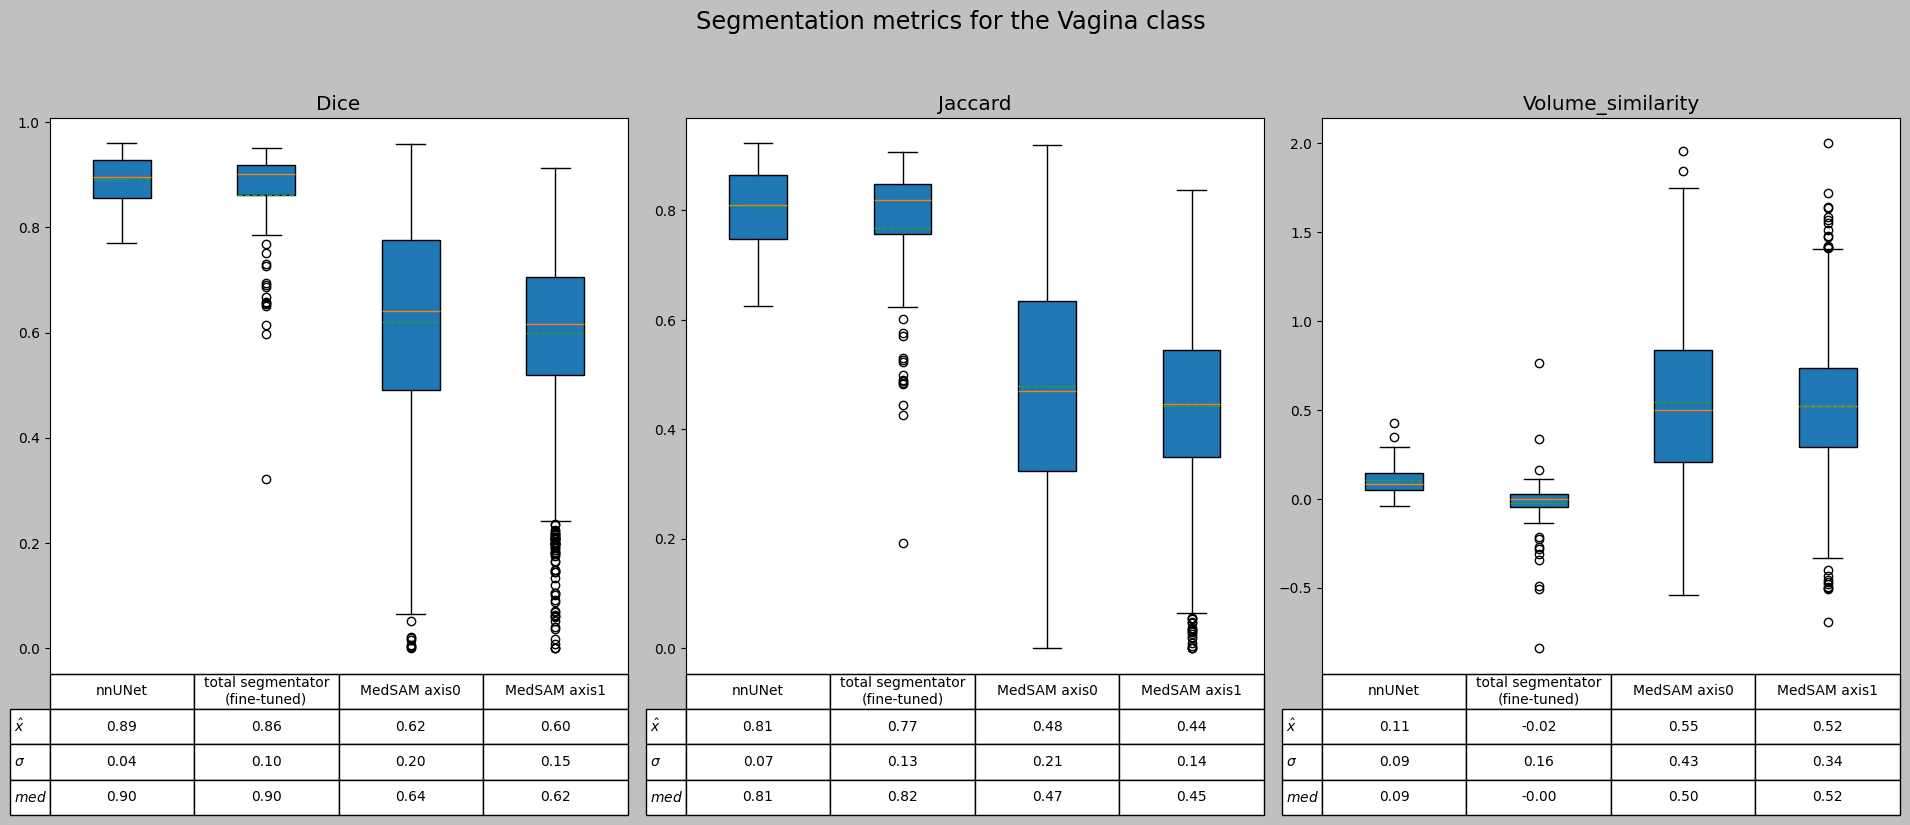 Segmentation metrics for the Vagina class
Dice
1.0
0.8
0.6
0.4
0.2
0.0
nnUNet total segmentator (fine-tuned) MedSAM axis0 MedSAM axis1
x̂ 0.89 0.86 0.62 0.60
σ 0.04 0.10 0.20 0.15
med 0.90 0.90 0.64 0.62
Jaccard
0.8
0.6
0.4
0.2
0.0
nnUNet total segmentator (fine-tuned) MedSAM axis0 MedSAM axis1
x̂ 0.81 0.77 0.48 0.44
σ 0.07 0.13 0.21 0.14
med 0.81 0.82 0.47 0.45
Volume_similarity
2.0
1.5
1.0
0.5
0.0
−0.5
nnUNet total segmentator (fine-tuned) MedSAM axis0 MedSAM axis1
x̂ 0.11 -0.02 0.55 0.52
σ 0.09 0.16 0.43 0.34
med 0.09 -0.00 0.50 0.52